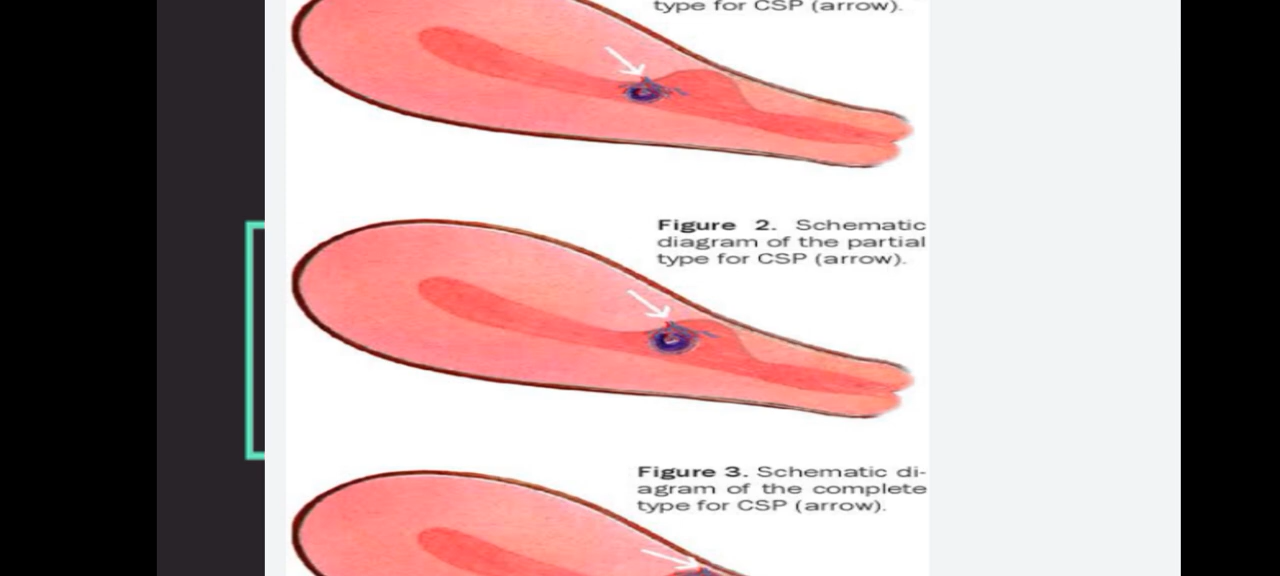 type for CSP (arrow).
Figure 2. Schematic
diagram of the partial
type for CSP (arrow).
Figure 3. Schematic di-
agram of the complete
type for CSP (arrow).